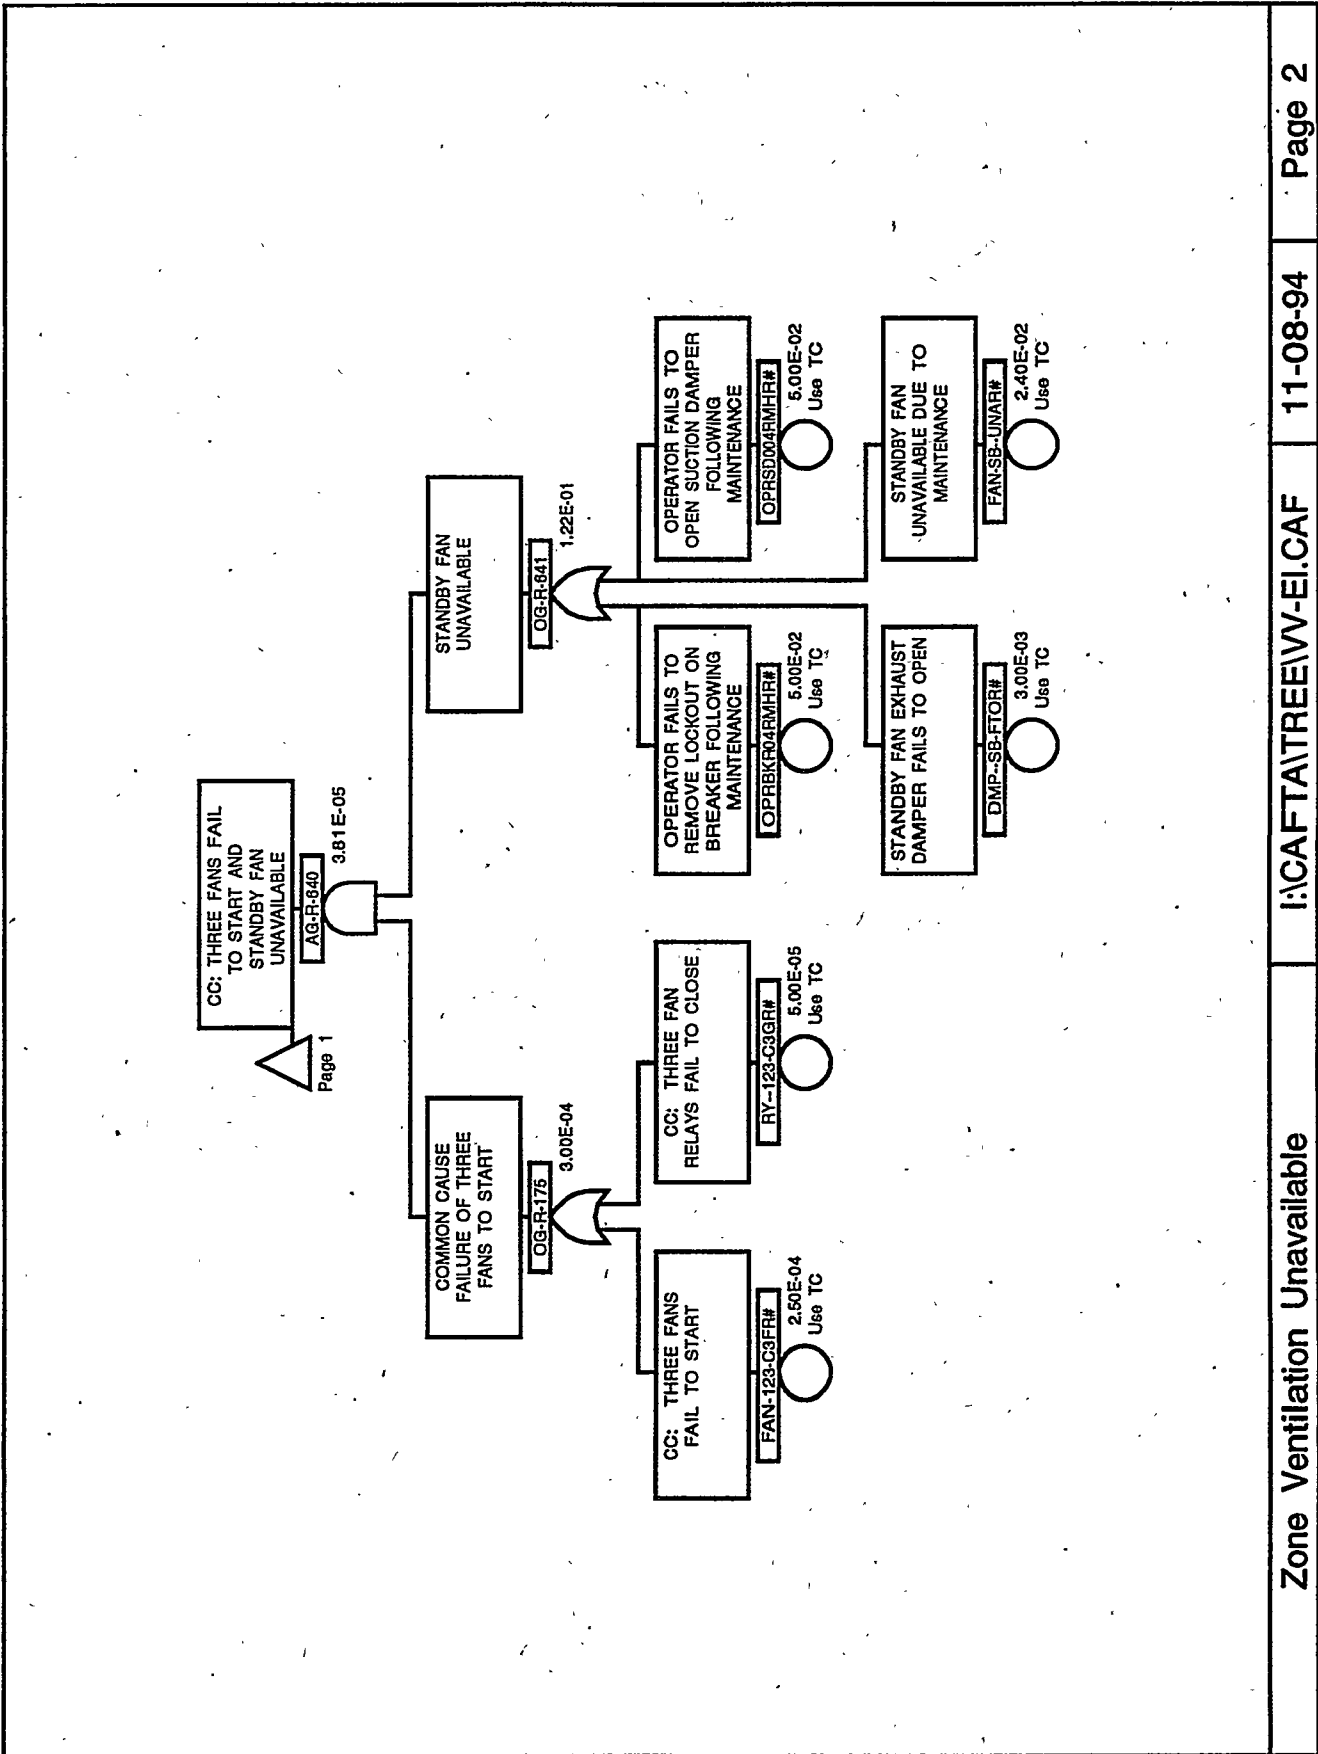 CC: THREE FANS FAIL
TO START AND
STANDBY FAN
UNAVAILABLE
AG-R-640
3.81E-05
Page 1
COMMON CAUSE
FAILURE OF THREE
FANS TO START
OG-R-175
3.00E-04
STANDBY FAN
UNAVAILABLE
OG-R-641
1.22E-01
CC: THREE FANS
FAIL TO START
FAN-123-C3FR#
2.50E-04
Use TC
CC: THREE FAN
RELAYS FAIL TO CLOSE
RY--123-C3GR#
5.00E-05
Use TC
OPERATOR FAILS TO
REMOVE LOCKOUT ON
BREAKER FOLLOWING
MAINTENANCE
OPRBKR04RMHR#
5.00E-02
Use TC
OPERATOR FAILS TO
OPEN SUCTION DAMPER
FOLLOWING
MAINTENANCE
OPRSD004RMHR#
5.00E-02
Use TC
STANDBY FAN EXHAUST
DAMPER FAILS TO OPEN
DMP--SB-FTOR#
3.00E-03
Use TC
STANDBY FAN
UNAVAILABLE DUE TO
MAINTENANCE
FAN-SB--UNAR#
2.40E-02
Use TC
Zone Ventilation Unavailable
I:\CAFTA\TREE\VV-EI.CAF
11-08-94
Page 2